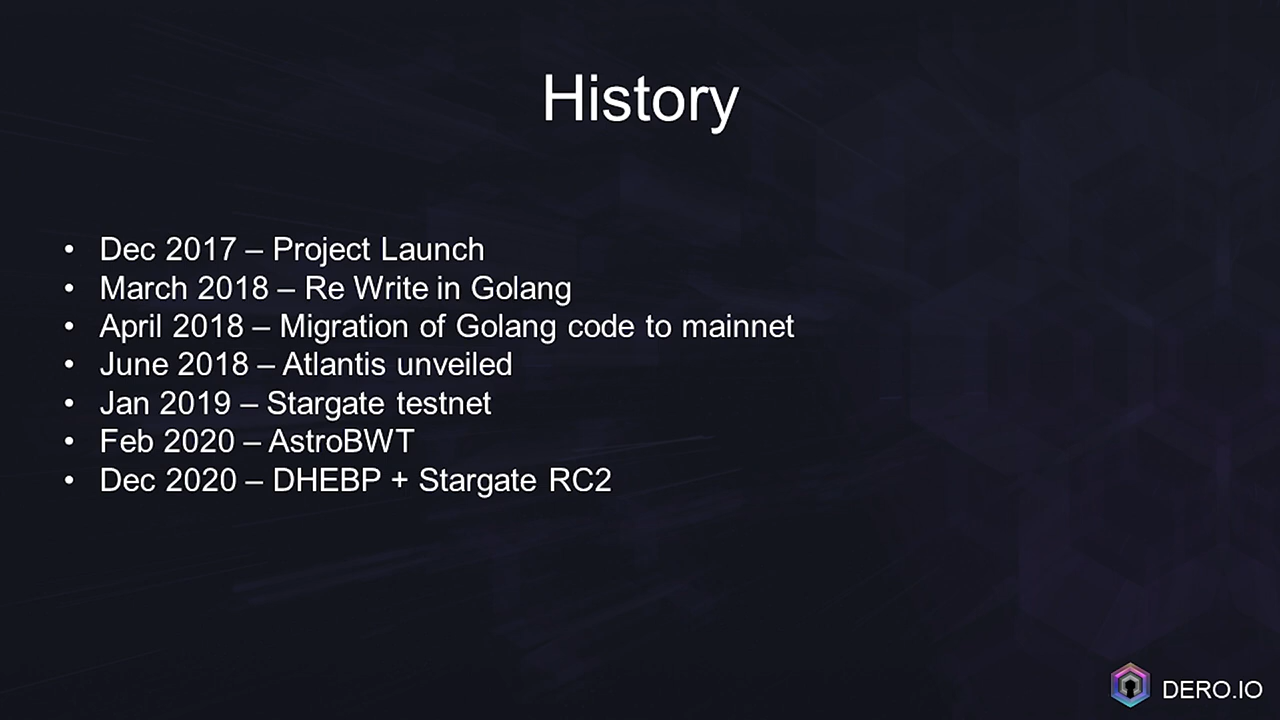 History
• Dec 2017 – Project Launch
• March 2018 – Re Write in Golang
• April 2018 – Migration of Golang code to mainnet
• June 2018 – Atlantis unveiled
• Jan 2019 – Stargate testnet
• Feb 2020 – AstroBWT
• Dec 2020 – DHEBP + Stargate RC2
DERO.IO